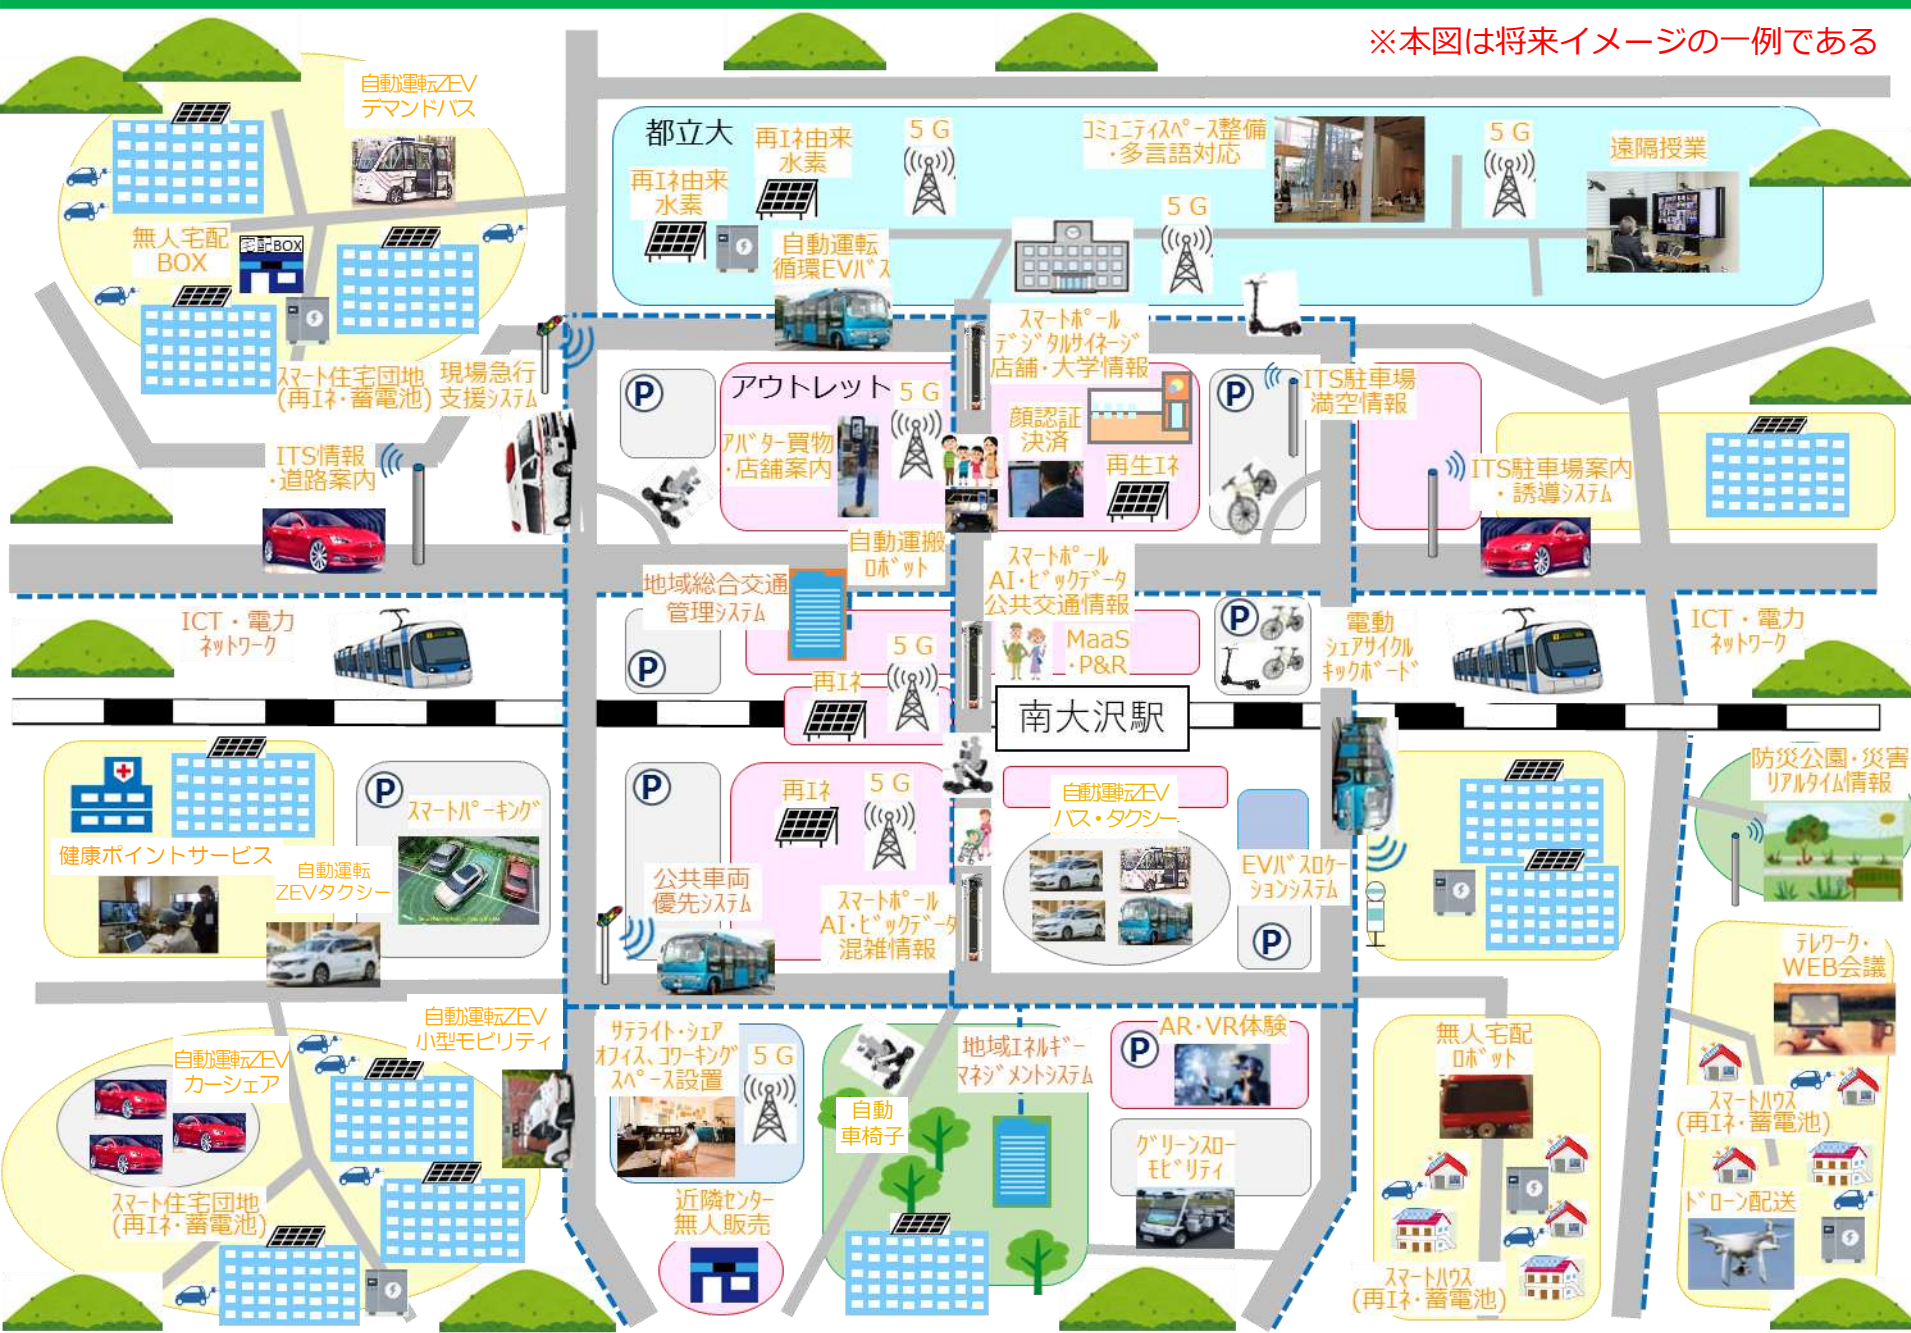 ※本図は将来イメージの一例である
自動運転ZEV
デマンドバス
無人宅配
BOX
宅配BOX
スマート住宅団地
(再エネ・蓄電池)
現場急行
支援システム
都立大
再エネ由来
水素
再エネ由来
水素
5G
コミュニティスペース整備
・多言語対応
5G
5G
遠隔授業
自動運転
循環EVバス
スマートポール
デジタルサイネージ
店舗・大学情報
P
アウトレット
5G
アバター買物
・店舗案内
顔認証
決済
再生エネ
P
ITS駐車場
満空情報
ITS情報
・道路案内
ITS駐車場案内
・誘導システム
自動運搬
ロボット
地域総合交通
管理システム
スマートポール
AI・ビックデータ
公共交通情報
ICT・電力
ネットワーク
P
5G
MaaS
・P&R
P
電動
シェアサイクル
キックボード
ICT・電力
ネットワーク
再エネ
南大沢駅
P
スマートパーキング
健康ポイントサービス
自動運転
ZEVタクシー
P
再エネ
5G
公共車両
優先システム
スマートポール
AI・ビックデータ
混雑情報
自動運転ZEV
バス・タクシー
EVバスロケー
ションシステム
P
防災公園・災害
リアルタイム情報
テレワーク・
WEB会議
自動運転ZEV
小型モビリティ
自動運転ZEV
カーシェア
スマート住宅団地
(再エネ・蓄電池)
サテライト・シェア
オフィス、コワーキング
スペース設置
5G
近隣センター
無人販売
自動
車椅子
地域エネルギー
マネジメントシステム
P
AR・VR体験
グリーンスロー
モビリティ
無人宅配
ロボット
スマートハウス
(再エネ・蓄電池)
スマートハウス
(再エネ・蓄電池)
ドローン配送